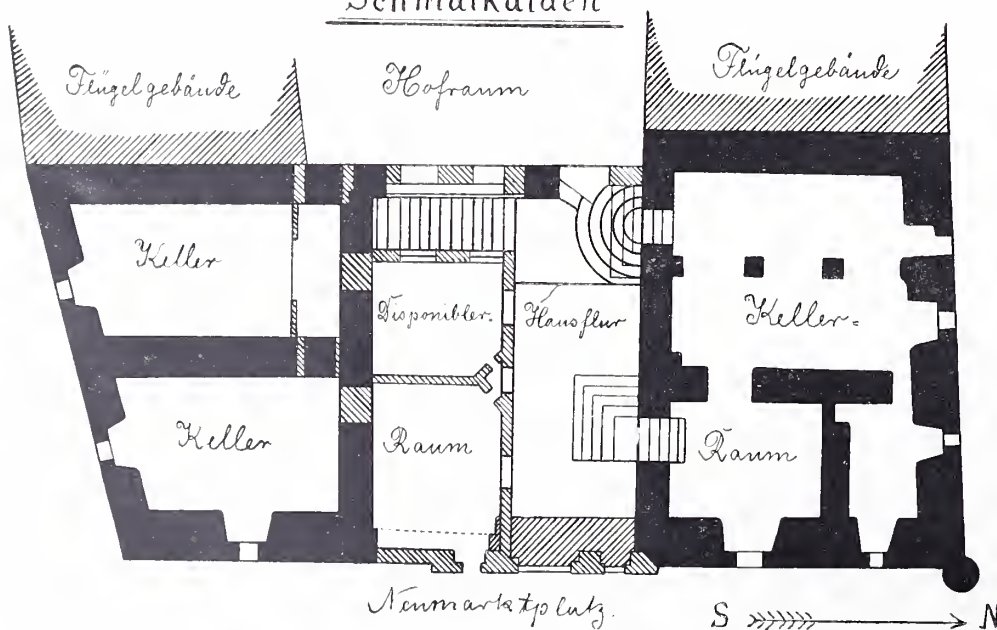 Schmalkalden
Flügelgebäude
Hofraum
Flügelgebäude
Keller
Disponibler-
Hausflur
Keller-
Keller
Raum
Raum
Neumarktplatz.
S N